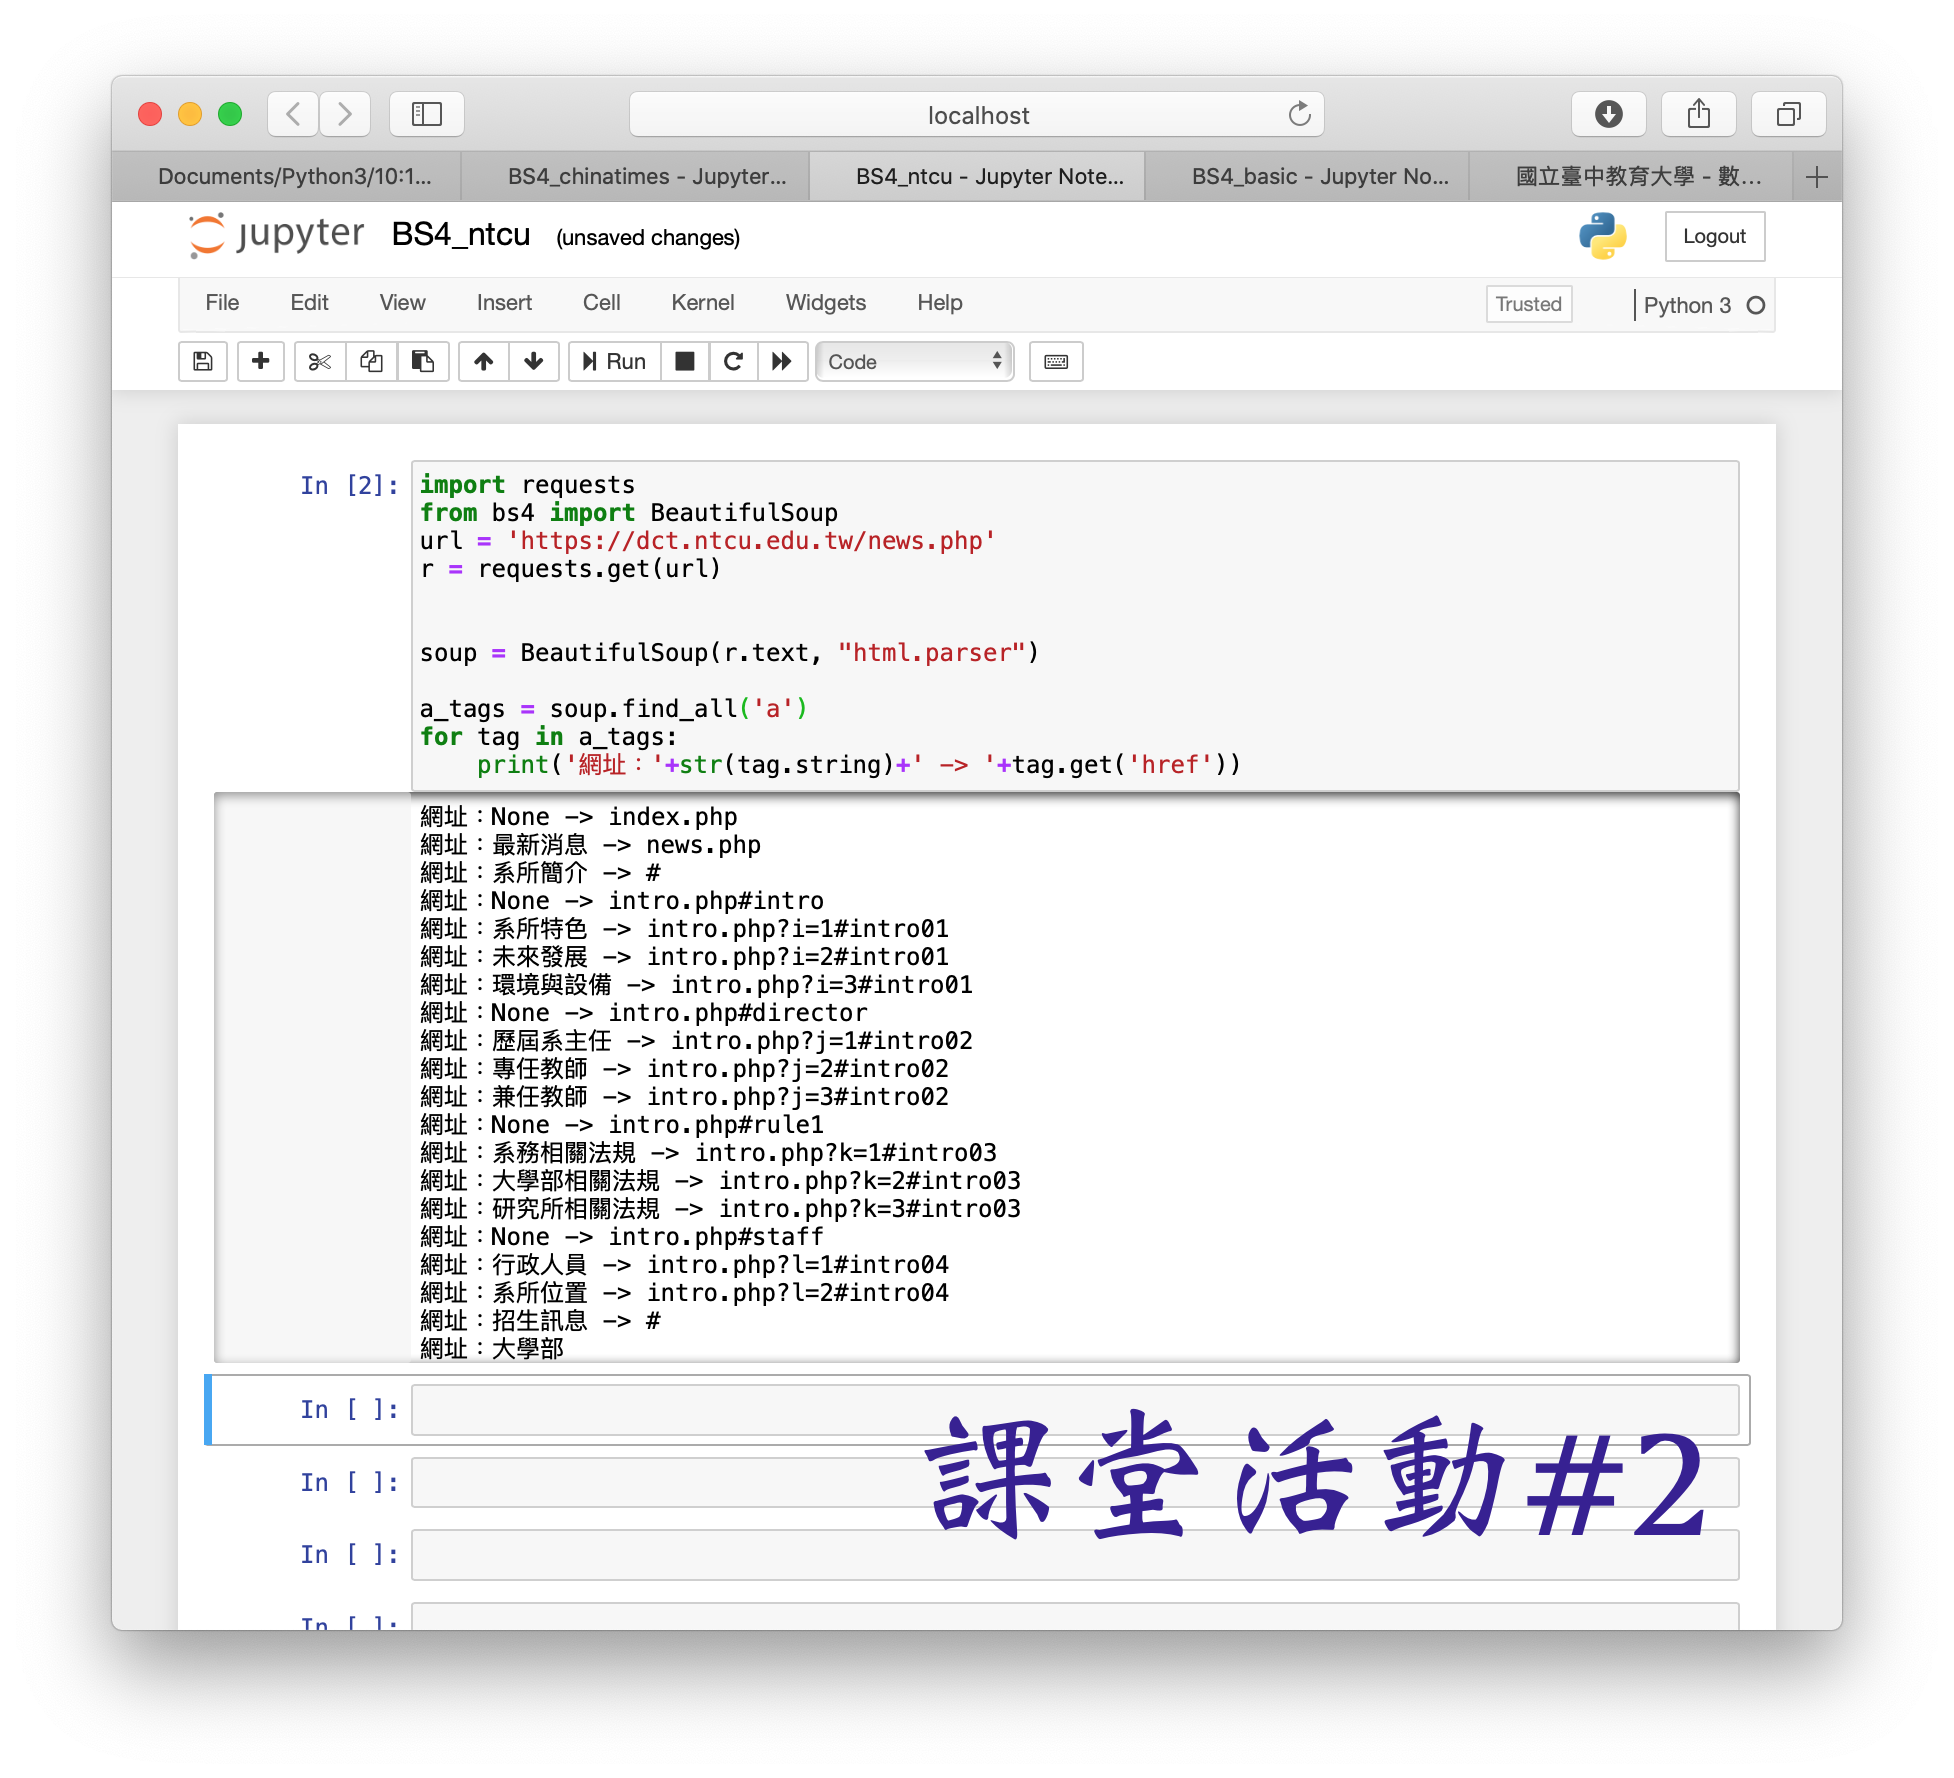 localhost
Documents/Python3/10:1...
BS4_chinatimes - Jupyter...
BS4_ntcu - Jupyter Note...
BS4_basic - Jupyter No...
國立臺中教育大學 - 數...
jupyter BS4_ntcu (unsaved changes)
Logout
File Edit View Insert Cell Kernel Widgets Help
Trusted
Python 3
Run
Code
In [2]:
import requests
from bs4 import BeautifulSoup
url = 'https://dct.ntcu.edu.tw/news.php'
r = requests.get(url)
soup = BeautifulSoup(r.text, "html.parser")
a_tags = soup.find_all('a')
for tag in a_tags:
    print('網址：'+str(tag.string)+' -> '+tag.get('href'))
網址：None -> index.php
網址：最新消息 -> news.php
網址：系所簡介 -> #
網址：None -> intro.php#intro
網址：系所特色 -> intro.php?i=1#intro01
網址：未來發展 -> intro.php?i=2#intro01
網址：環境與設備 -> intro.php?i=3#intro01
網址：None -> intro.php#director
網址：歷屆系主任 -> intro.php?j=1#intro02
網址：專任教師 -> intro.php?j=2#intro02
網址：兼任教師 -> intro.php?j=3#intro02
網址：None -> intro.php#rule1
網址：系務相關法規 -> intro.php?k=1#intro03
網址：大學部相關法規 -> intro.php?k=2#intro03
網址：研究所相關法規 -> intro.php?k=3#intro03
網址：None -> intro.php#staff
網址：行政人員 -> intro.php?l=1#intro04
網址：系所位置 -> intro.php?l=2#intro04
網址：招生訊息 -> #
網址：大學部
In [ ]:
課堂活動#2
In [ ]:
In [ ]:
In [ ]: